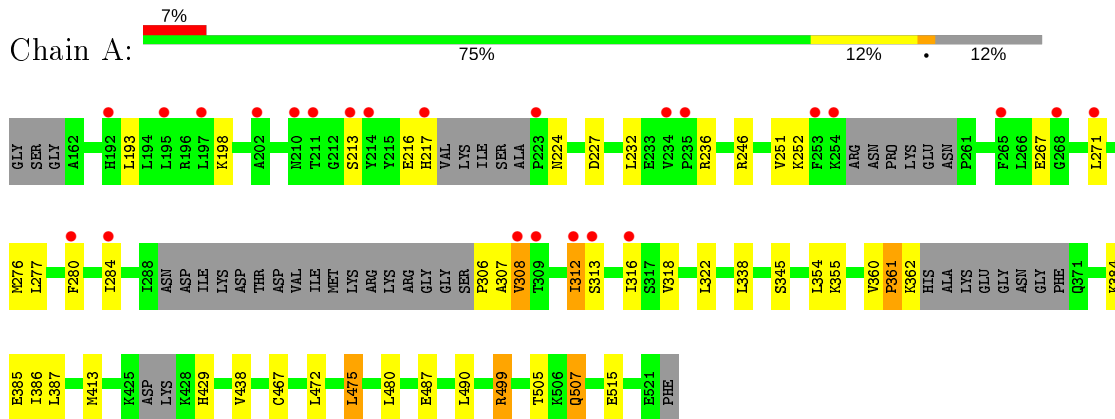 7%
Chain A:
75% 12% • 12%
GLY SER GLY A162 H192 L193 L194 L195 R196 L197 K198 A202 N210 T211 G212 S213 Y214 Y215 E216 H217 VAL LYS ILE SER ALA P223 N224 D227 L232 E233 V234 P235 R236 R246 V251 K252 F253 K254 ARG ASN PRO LYS GLU ASN P261 F265 L266 E267 G268 L271
M276 L277 F280 I284 I288 ASN ASP ILE LYS ASP THR ASP VAL ILE MET LYS ARG LYS ARG GLY GLY SER P306 A307 V308 T309 I312 S313 I316 S317 V318 L322 L338 S345 L354 K355 V360 P361 K362 HIS ALA LYS GLU GLY ASN GLY PHE Q371 K384
E385 I386 L387 M413 K425 ASP LYS K428 H429 V438 C467 L472 L475 L480 E487 L490 R499 T505 K506 Q507 E515 E521 PHE